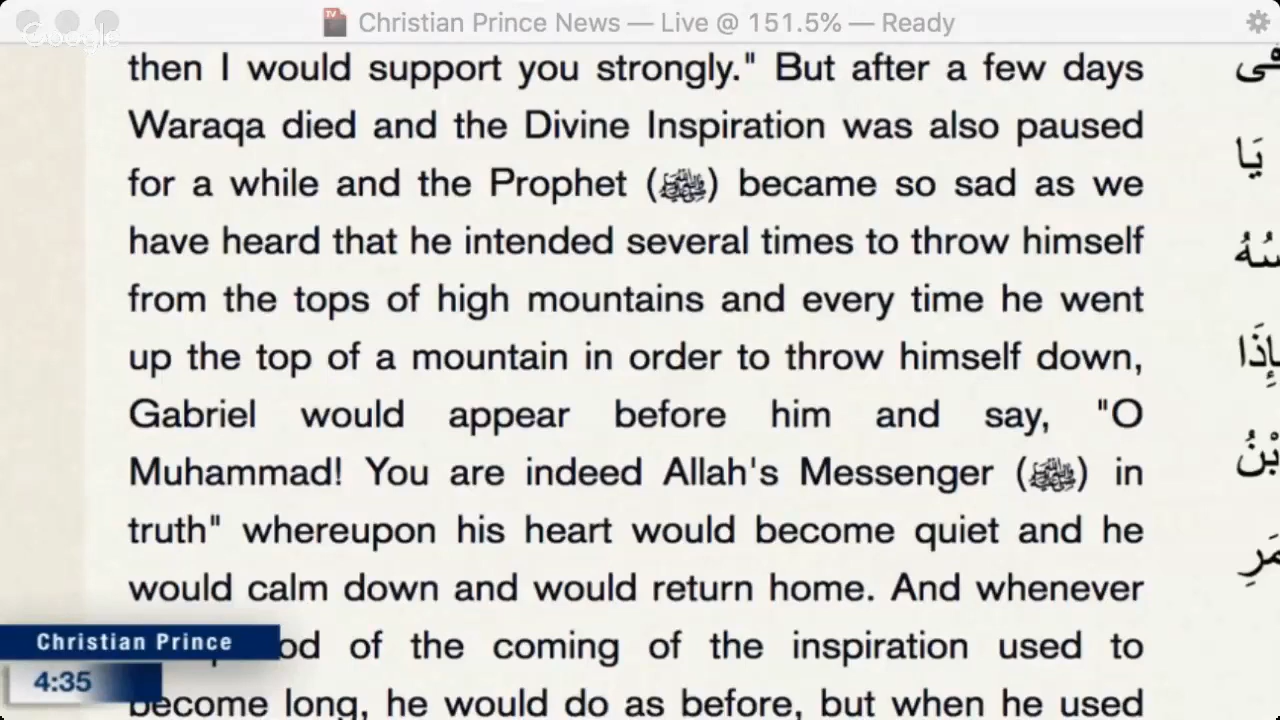 Christian Prince News — Live @ 151.5% — Ready
Google
then I would support you strongly." But after a few days
Waraqa died and the Divine Inspiration was also paused
for a while and the Prophet (ﷺ) became so sad as we
have heard that he intended several times to throw himself
from the tops of high mountains and every time he went
up the top of a mountain in order to throw himself down,
Gabriel would appear before him and say, "O
Muhammad! You are indeed Allah's Messenger (ﷺ) in
truth" whereupon his heart would become quiet and he
would calm down and would return home. And whenever
of the coming of the inspiration used to
become long, he would do as before, but when he used
يَا
Christian Prince
4:35